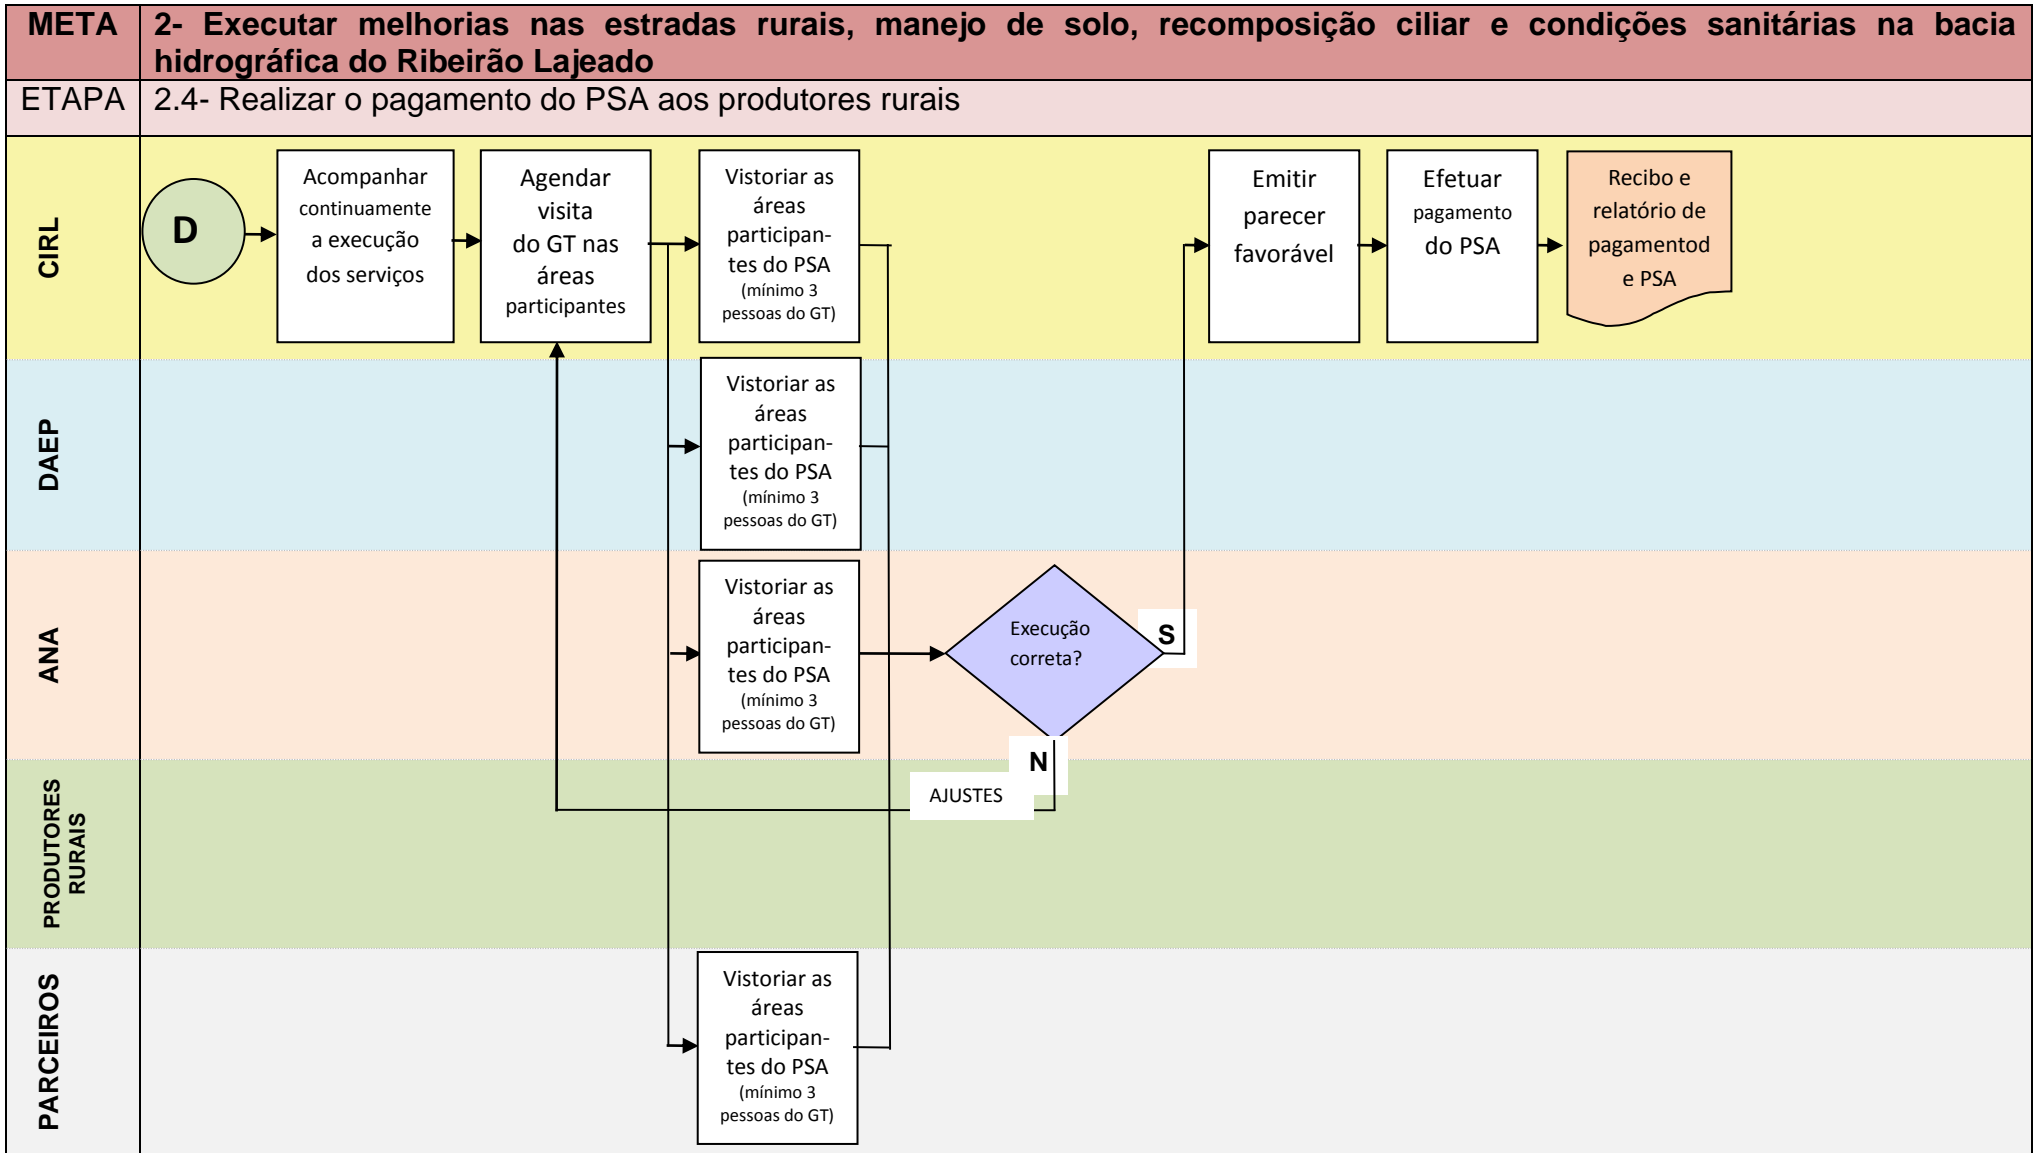 META
2- Executar melhorias nas estradas rurais, manejo de solo, recomposição ciliar e condições sanitárias na bacia
hidrográfica do Ribeirão Lajeado
ETAPA
2.4- Realizar o pagamento do PSA aos produtores rurais
CIRL
D
Acompanhar
continuamente
a execução
dos serviços
Agendar
visita
do GT nas
áreas
participantes
Vistoriar as
áreas
participan-
tes do PSA
(mínimo 3
pessoas do GT)
Emitir
parecer
favorável
Efetuar
pagamento
do PSA
Recibo e
relatório de
pagamentod
e PSA
DAEP
Vistoriar as
áreas
participan-
tes do PSA
(mínimo 3
pessoas do GT)
ANA
Vistoriar as
áreas
participan-
tes do PSA
(mínimo 3
pessoas do GT)
Execução
correta?
S
N
PRODUTORES
RURAIS
AJUSTES
PARCEIROS
Vistoriar as
áreas
participan-
tes do PSA
(mínimo 3
pessoas do GT)